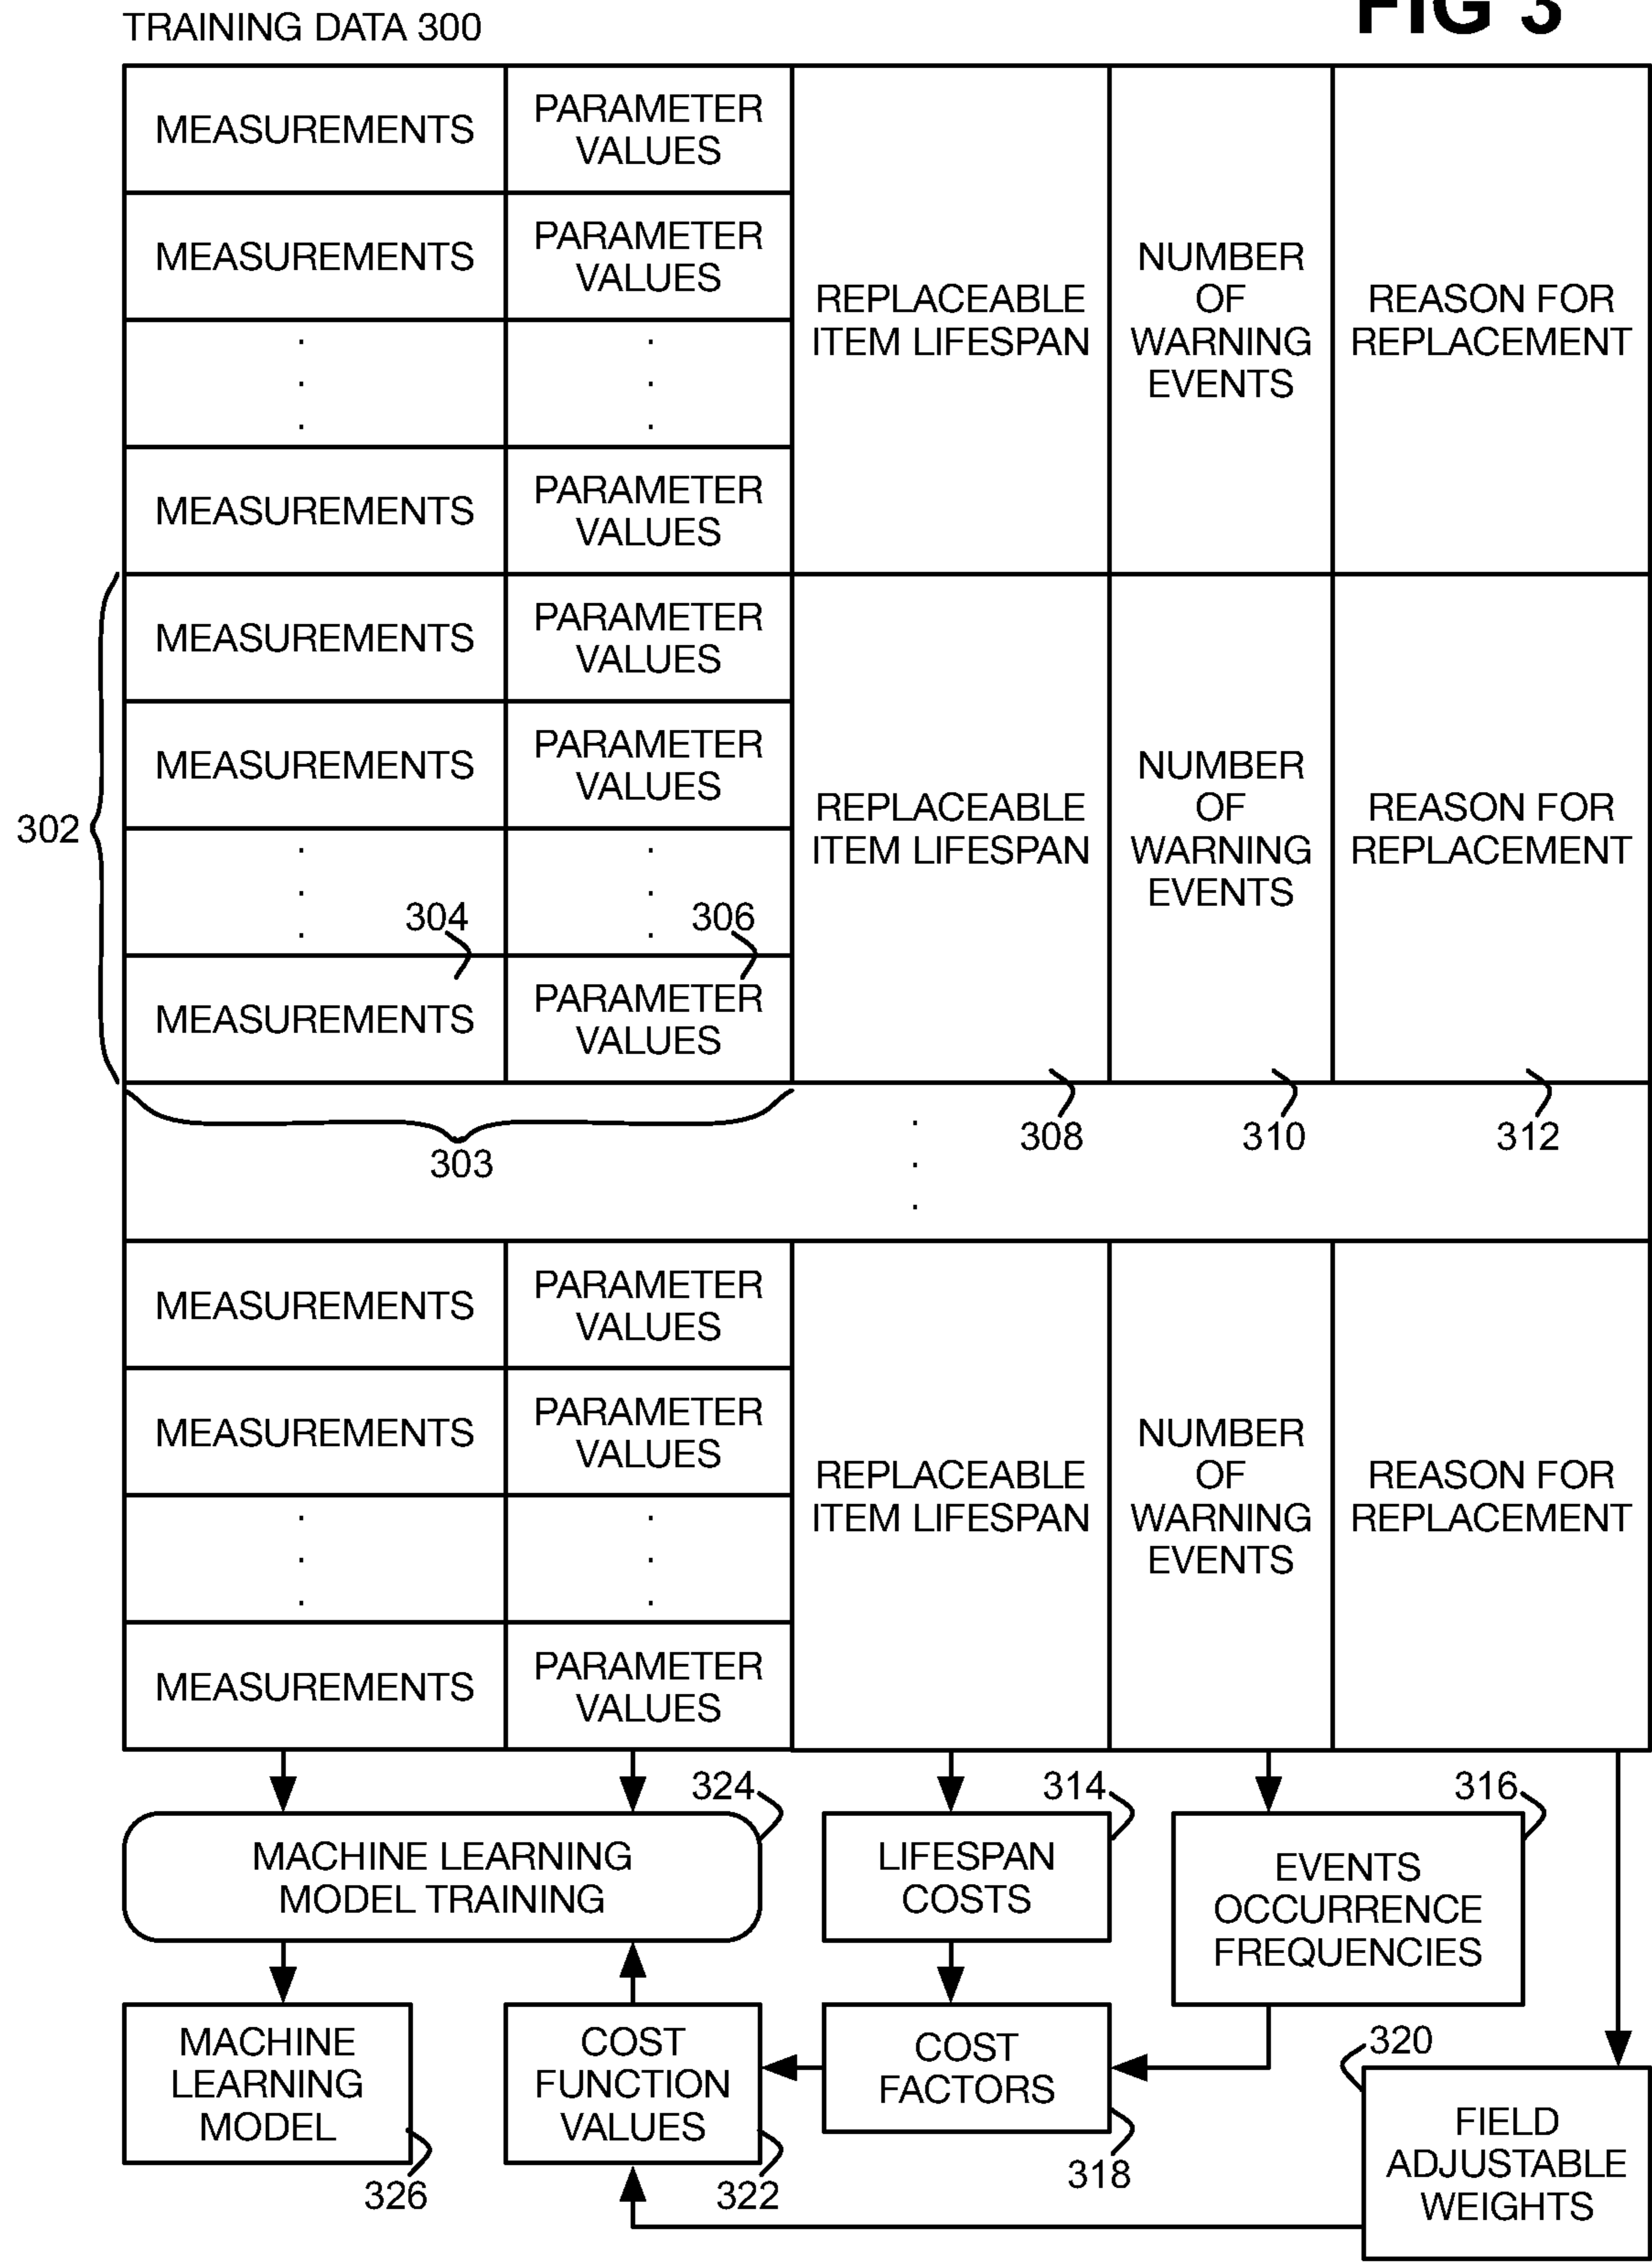 FIG 3
TRAINING DATA 300
MEASUREMENTS
PARAMETER
VALUES
MEASUREMENTS
PARAMETER
VALUES
.
.
.
.
.
.
MEASUREMENTS
PARAMETER
VALUES
REPLACEABLE
ITEM LIFESPAN
NUMBER
OF
WARNING
EVENTS
REASON FOR
REPLACEMENT
302
MEASUREMENTS
PARAMETER
VALUES
MEASUREMENTS
PARAMETER
VALUES
.
.
.
.
.
.
304
306
MEASUREMENTS
PARAMETER
VALUES
REPLACEABLE
ITEM LIFESPAN
NUMBER
OF
WARNING
EVENTS
REASON FOR
REPLACEMENT
303
.
.
.
308
310
312
MEASUREMENTS
PARAMETER
VALUES
MEASUREMENTS
PARAMETER
VALUES
.
.
.
.
.
.
MEASUREMENTS
PARAMETER
VALUES
REPLACEABLE
ITEM LIFESPAN
NUMBER
OF
WARNING
EVENTS
REASON FOR
REPLACEMENT
324
314
316
MACHINE LEARNING
MODEL TRAINING
LIFESPAN
COSTS
EVENTS
OCCURRENCE
FREQUENCIES
MACHINE
LEARNING
MODEL
326
COST
FUNCTION
VALUES
322
COST
FACTORS
318
320
FIELD
ADJUSTABLE
WEIGHTS